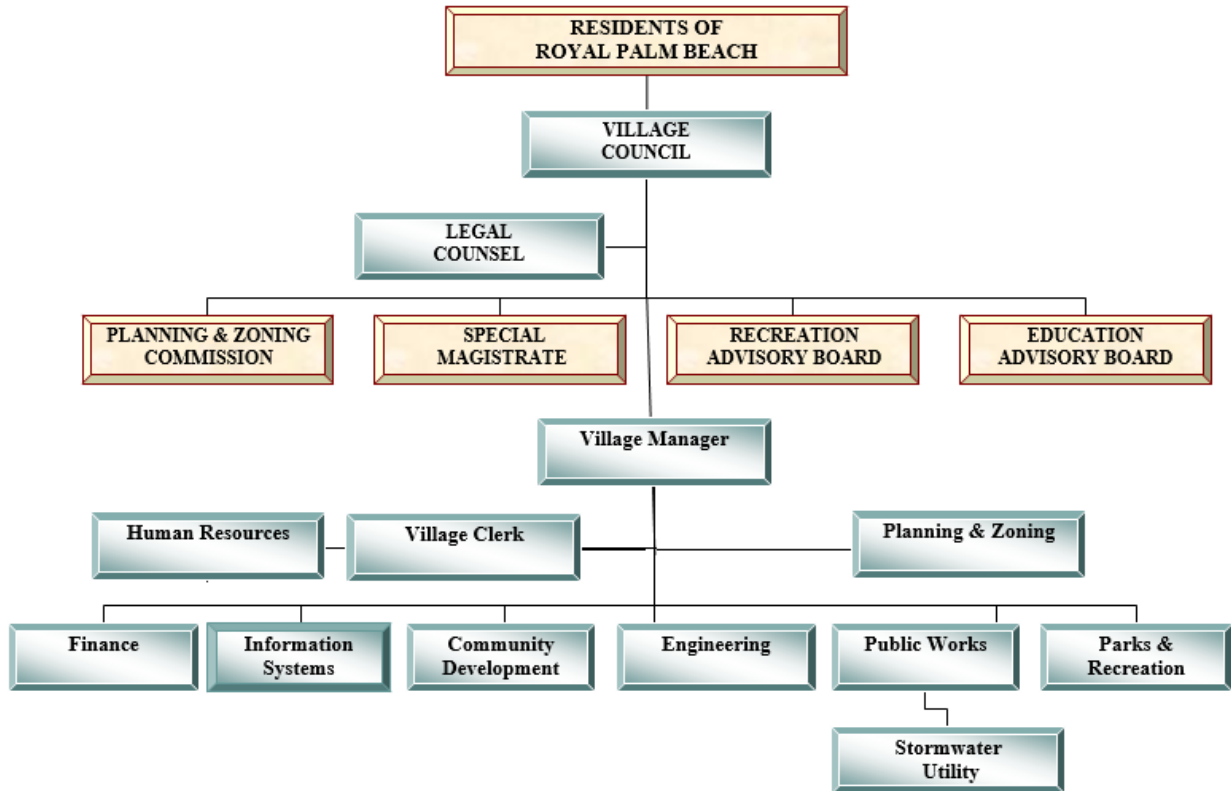 RESIDENTS OF
ROYAL PALM BEACH
VILLAGE
COUNCIL
LEGAL
COUNSEL
PLANNING & ZONING
COMMISSION
SPECIAL
MAGISTRATE
RECREATION
ADVISORY BOARD
EDUCATION
ADVISORY BOARD
Village Manager
Human Resources
Village Clerk
Planning & Zoning
Finance
Information
Systems
Community
Development
Engineering
Public Works
Parks &
Recreation
Stormwater
Utility